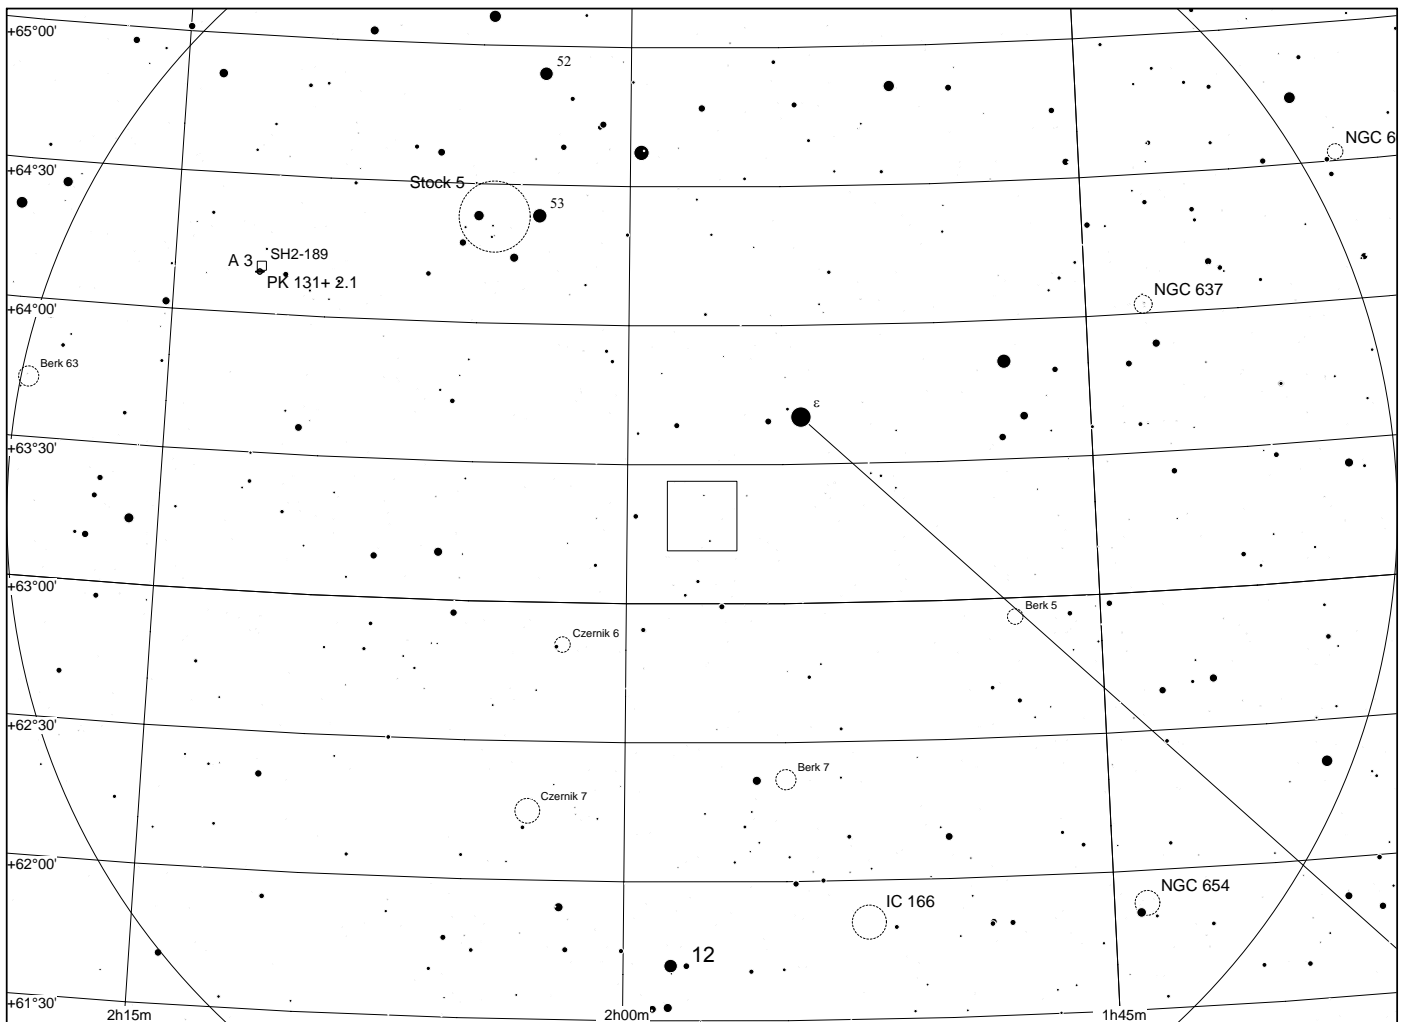 +65°00'
52
NGC 6
+64°30'
Stock 5
53
A 3
SH2-189
PK 131+ 2.1
NGC 637
+64°00'
Berk 63
ε
+63°30'
+63°00'
Berk 5
Czernik 6
+62°30'
Berk 7
Czernik 7
+62°00'
NGC 654
IC 166
12
+61°30'
2h15m
2h00m
1h45m